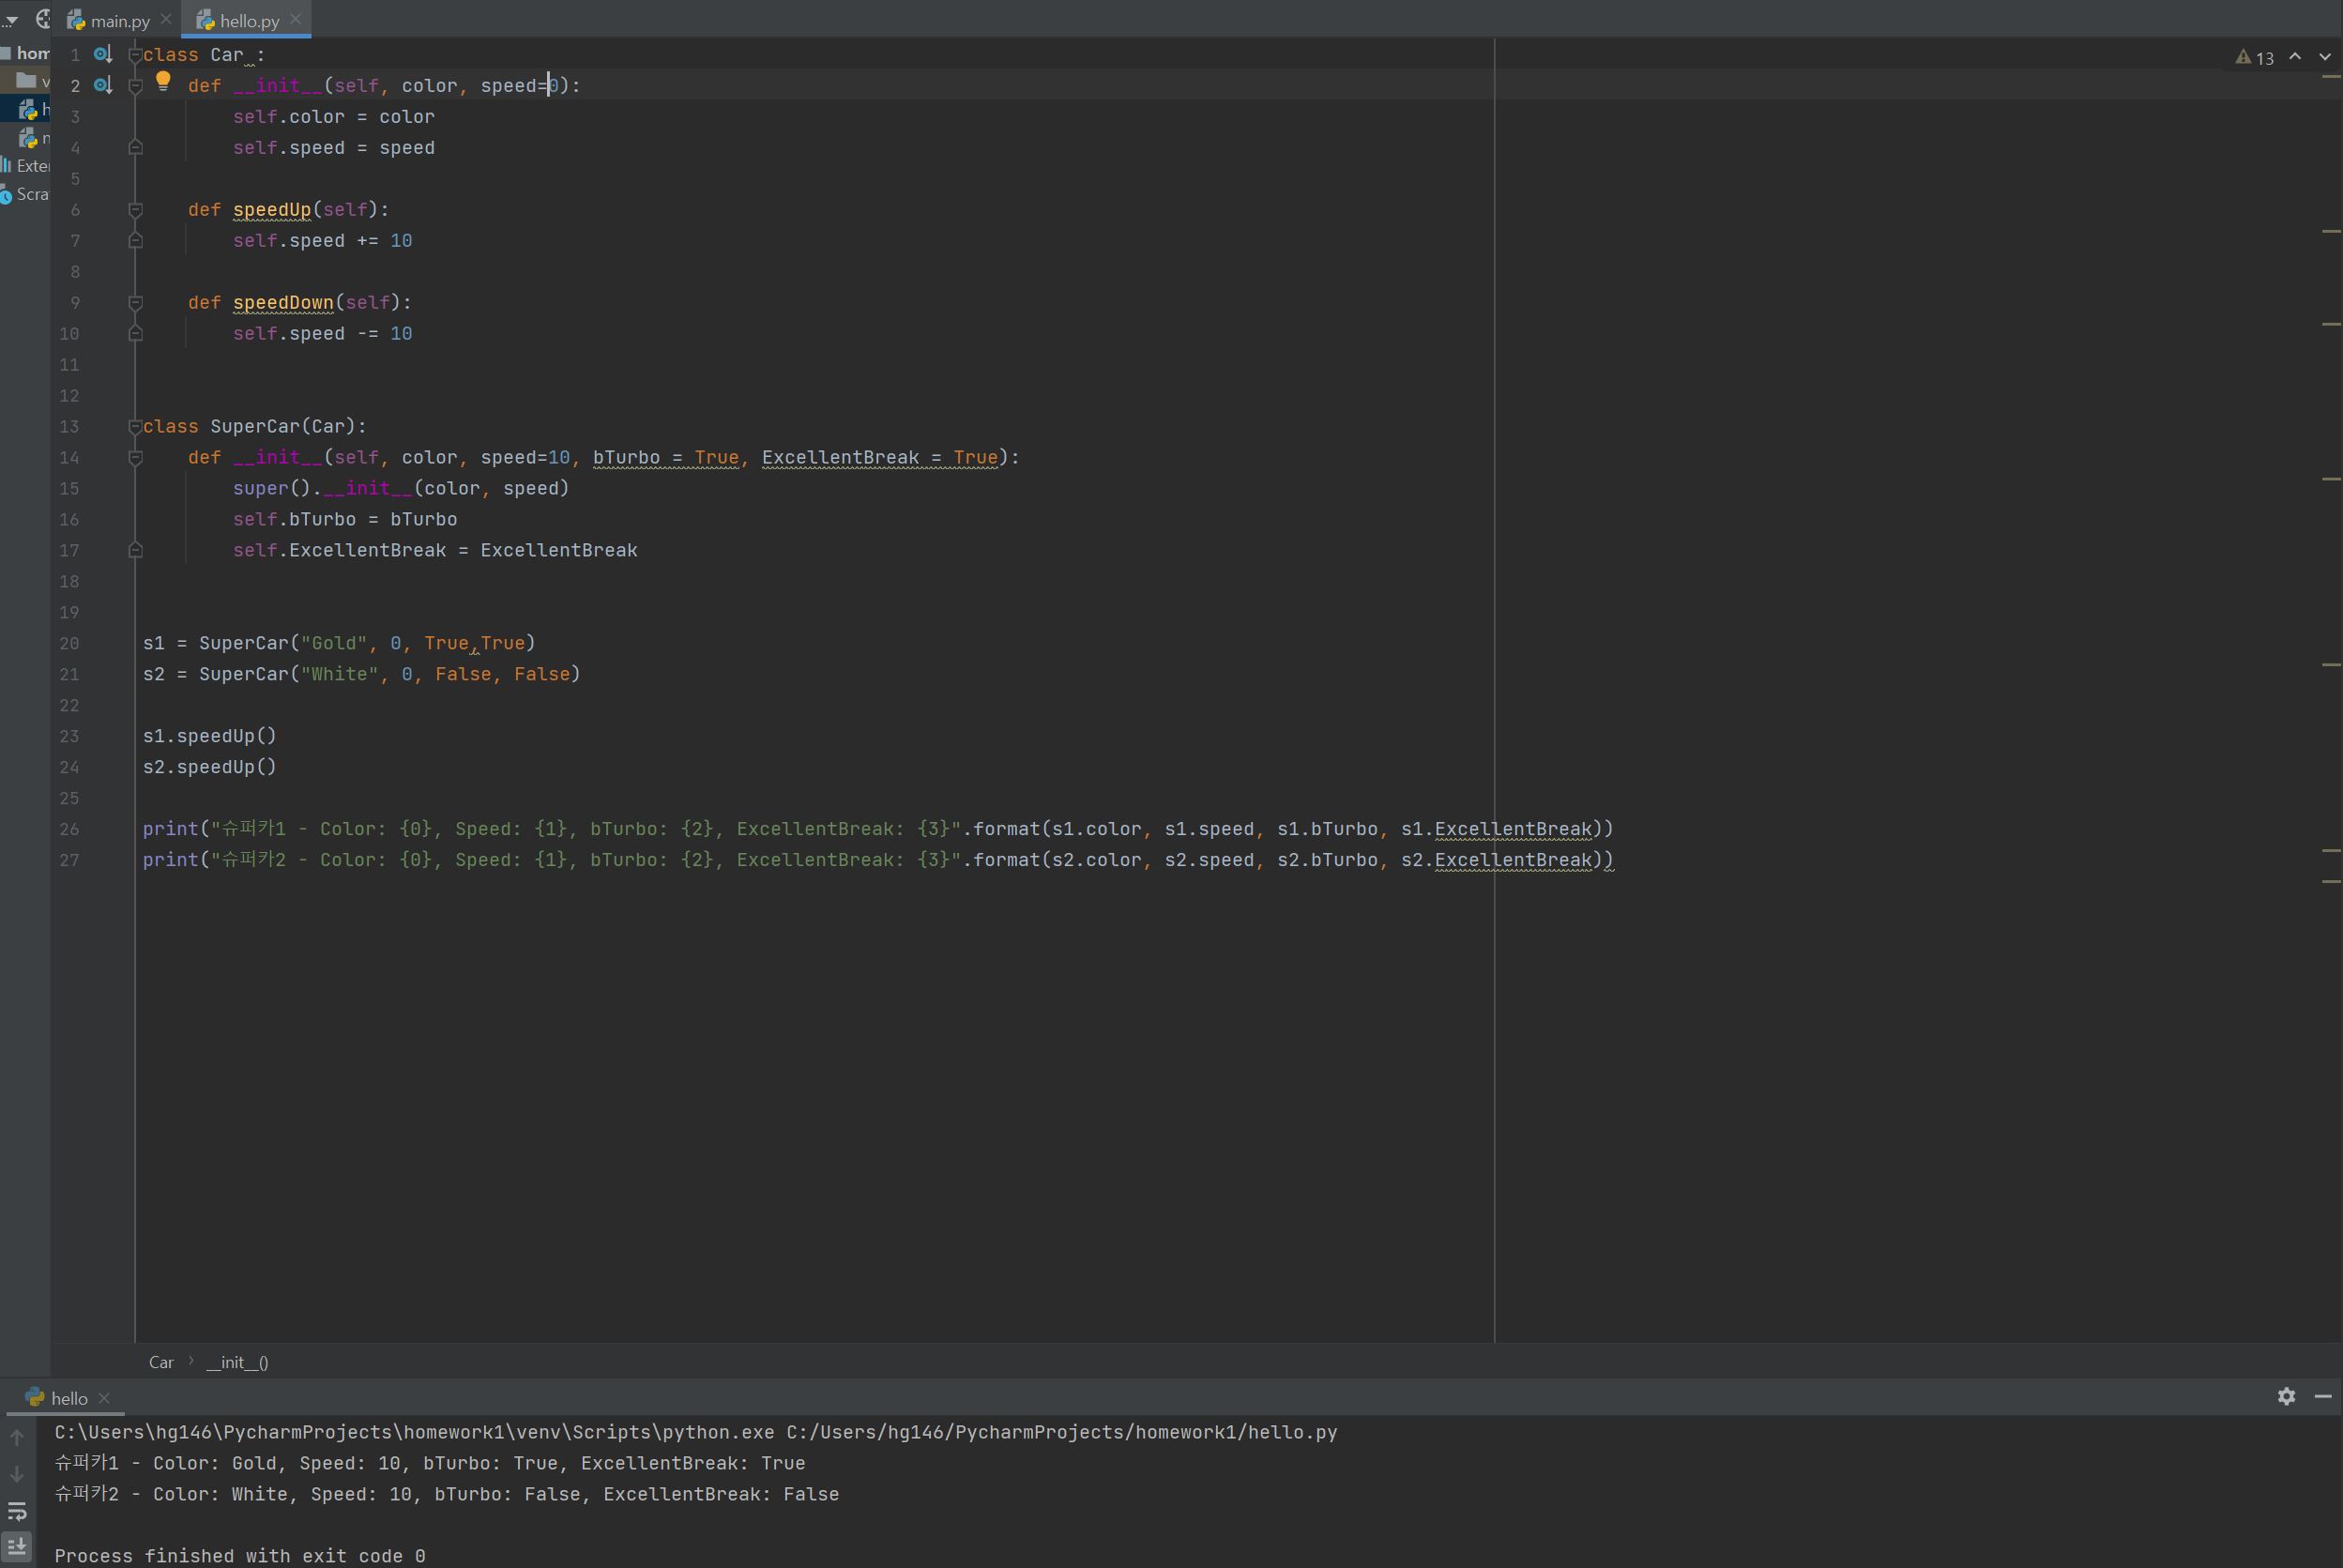 main.py hello.py
13
hom
v
h
Exter
Scra
1 class Car :
2 def __init__(self, color, speed=0):
3 self.color = color
4 self.speed = speed
5
6 def speedUp(self):
7 self.speed += 10
8
9 def speedDown(self):
10 self.speed -= 10
11
12
13 class SuperCar(Car):
14 def __init__(self, color, speed=10, bTurbo = True, ExcellentBreak = True):
15 super().__init__(color, speed)
16 self.bTurbo = bTurbo
17 self.ExcellentBreak = ExcellentBreak
18
19
20 s1 = SuperCar("Gold", 0, True,True)
21 s2 = SuperCar("White", 0, False, False)
22
23 s1.speedUp()
24 s2.speedUp()
25
26 print("슈퍼카1 - Color: {0}, Speed: {1}, bTurbo: {2}, ExcellentBreak: {3}".format(s1.color, s1.speed, s1.bTurbo, s1.ExcellentBreak))
27 print("슈퍼카2 - Color: {0}, Speed: {1}, bTurbo: {2}, ExcellentBreak: {3}".format(s2.color, s2.speed, s2.bTurbo, s2.ExcellentBreak))
Car › __init__()
hello
C:\Users\hg146\PycharmProjects\homework1\venv\Scripts\python.exe C:/Users/hg146/PycharmProjects/homework1/hello.py
슈퍼카1 - Color: Gold, Speed: 10, bTurbo: True, ExcellentBreak: True
슈퍼카2 - Color: White, Speed: 10, bTurbo: False, ExcellentBreak: False
Process finished with exit code 0